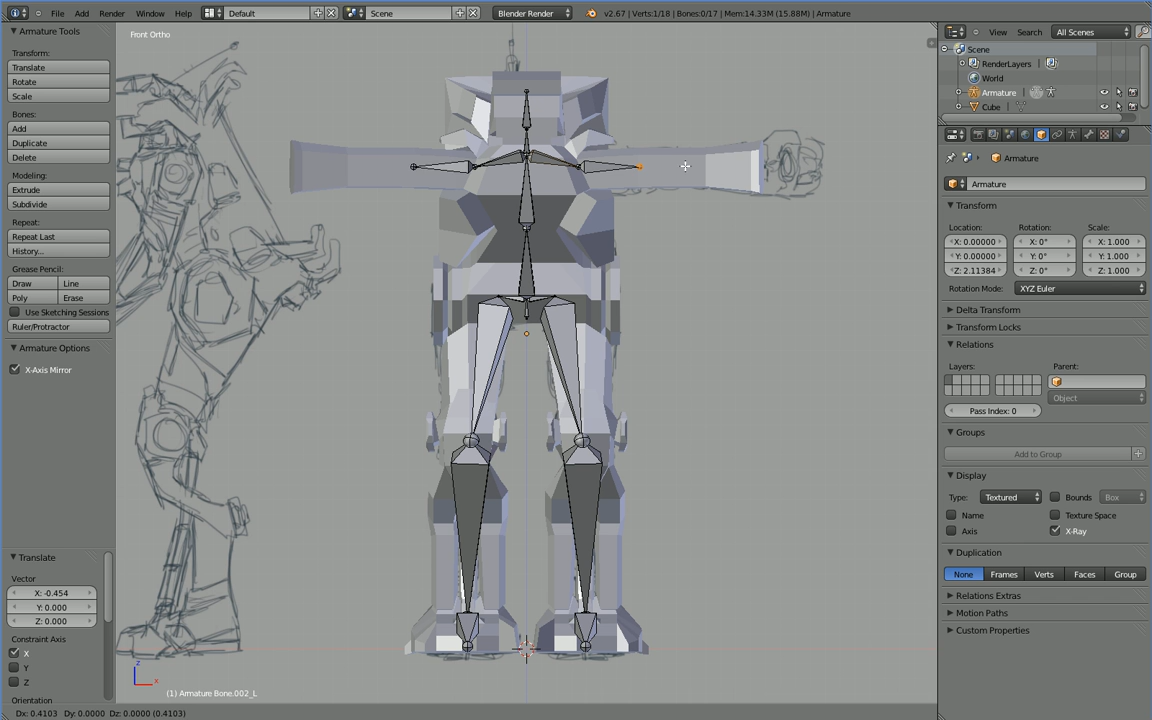 File Add Render Window Help Default Scene Blender Render v2.67 | Verts:1/18 | Bones:0/17 | Mem:14.33M (15.88M) | Armature
Armature Tools
Transform:
Translate
Rotate
Scale
Bones:
Add
Duplicate
Delete
Modeling:
Extrude
Subdivide
Repeat:
Repeat Last
History...
Grease Pencil:
Draw Line
Poly Erase
Use Sketching Sessions
Ruler/Protractor
Armature Options
X-Axis Mirror
Translate
Vector
X: -0.454
Y: 0.000
Z: 0.000
Constraint Axis
X
Y
Z
Orientation
Front Ortho
z
x
(1) Armature Bone.002_L
Dx: 0.4103 Dy: 0.0000 Dz: 0.0000 (0.4103)
View Search All Scenes
Scene
RenderLayers
World
Armature
Cube
Armature
Armature
Transform
Location: Rotation: Scale:
X: 0.00000 X: 0° X: 1.000
Y: 0.00000 Y: 0° Y: 1.000
Z: 2.11384 Z: 0° Z: 1.000
Rotation Mode: XYZ Euler
Delta Transform
Transform Locks
Relations
Layers: Parent:
Object
Pass Index: 0
Groups
Add to Group
Display
Type: Textured Bounds Box
Name Texture Space
Axis X-Ray
Duplication
None Frames Verts Faces Group
Relations Extras
Motion Paths
Custom Properties